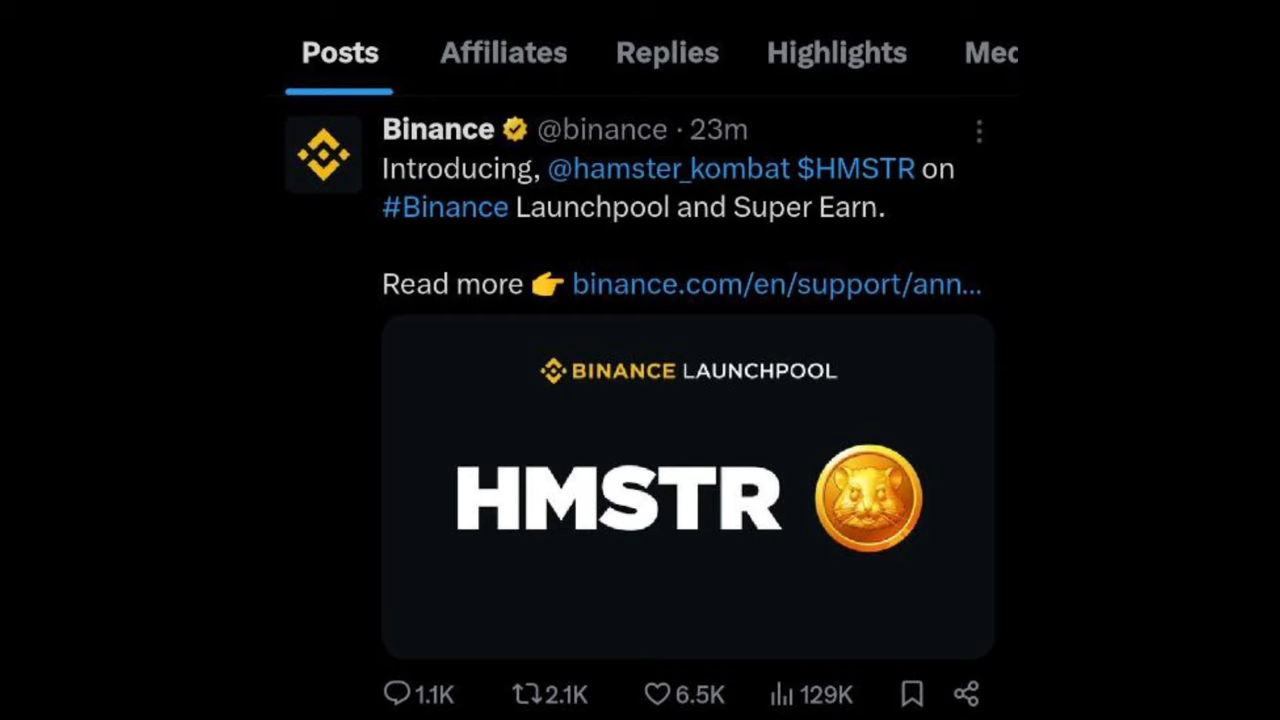 Posts Affiliates Replies Highlights Med
Binance @binance · 23m
Introducing, @hamster_kombat $HMSTR on
#Binance Launchpool and Super Earn.
Read more 👉 binance.com/en/support/ann...
BINANCE LAUNCHPOOL
HMSTR
1.1K 2.1K 6.5K 129K